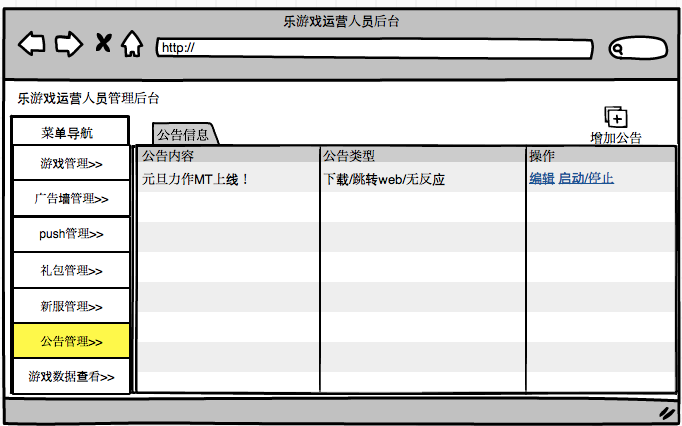 乐游戏运营人员后台
http://
乐游戏运营人员管理后台
增加公告
菜单导航
公告信息
公告内容 公告类型 操作
元旦力作MT上线！ 下载/跳转web/无反应 编辑 启动/停止
游戏管理>>
广告墙管理>>
push管理>>
礼包管理>>
新服管理>>
公告管理>>
游戏数据查看>>